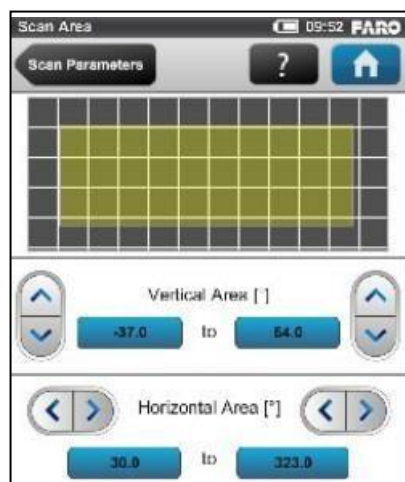 Scan Area 09:52 FARO
Scan Parameters ?
Vertical Area [°]
-37.0 to 64.0
Horizontal Area [°]
30.0 to 323.0